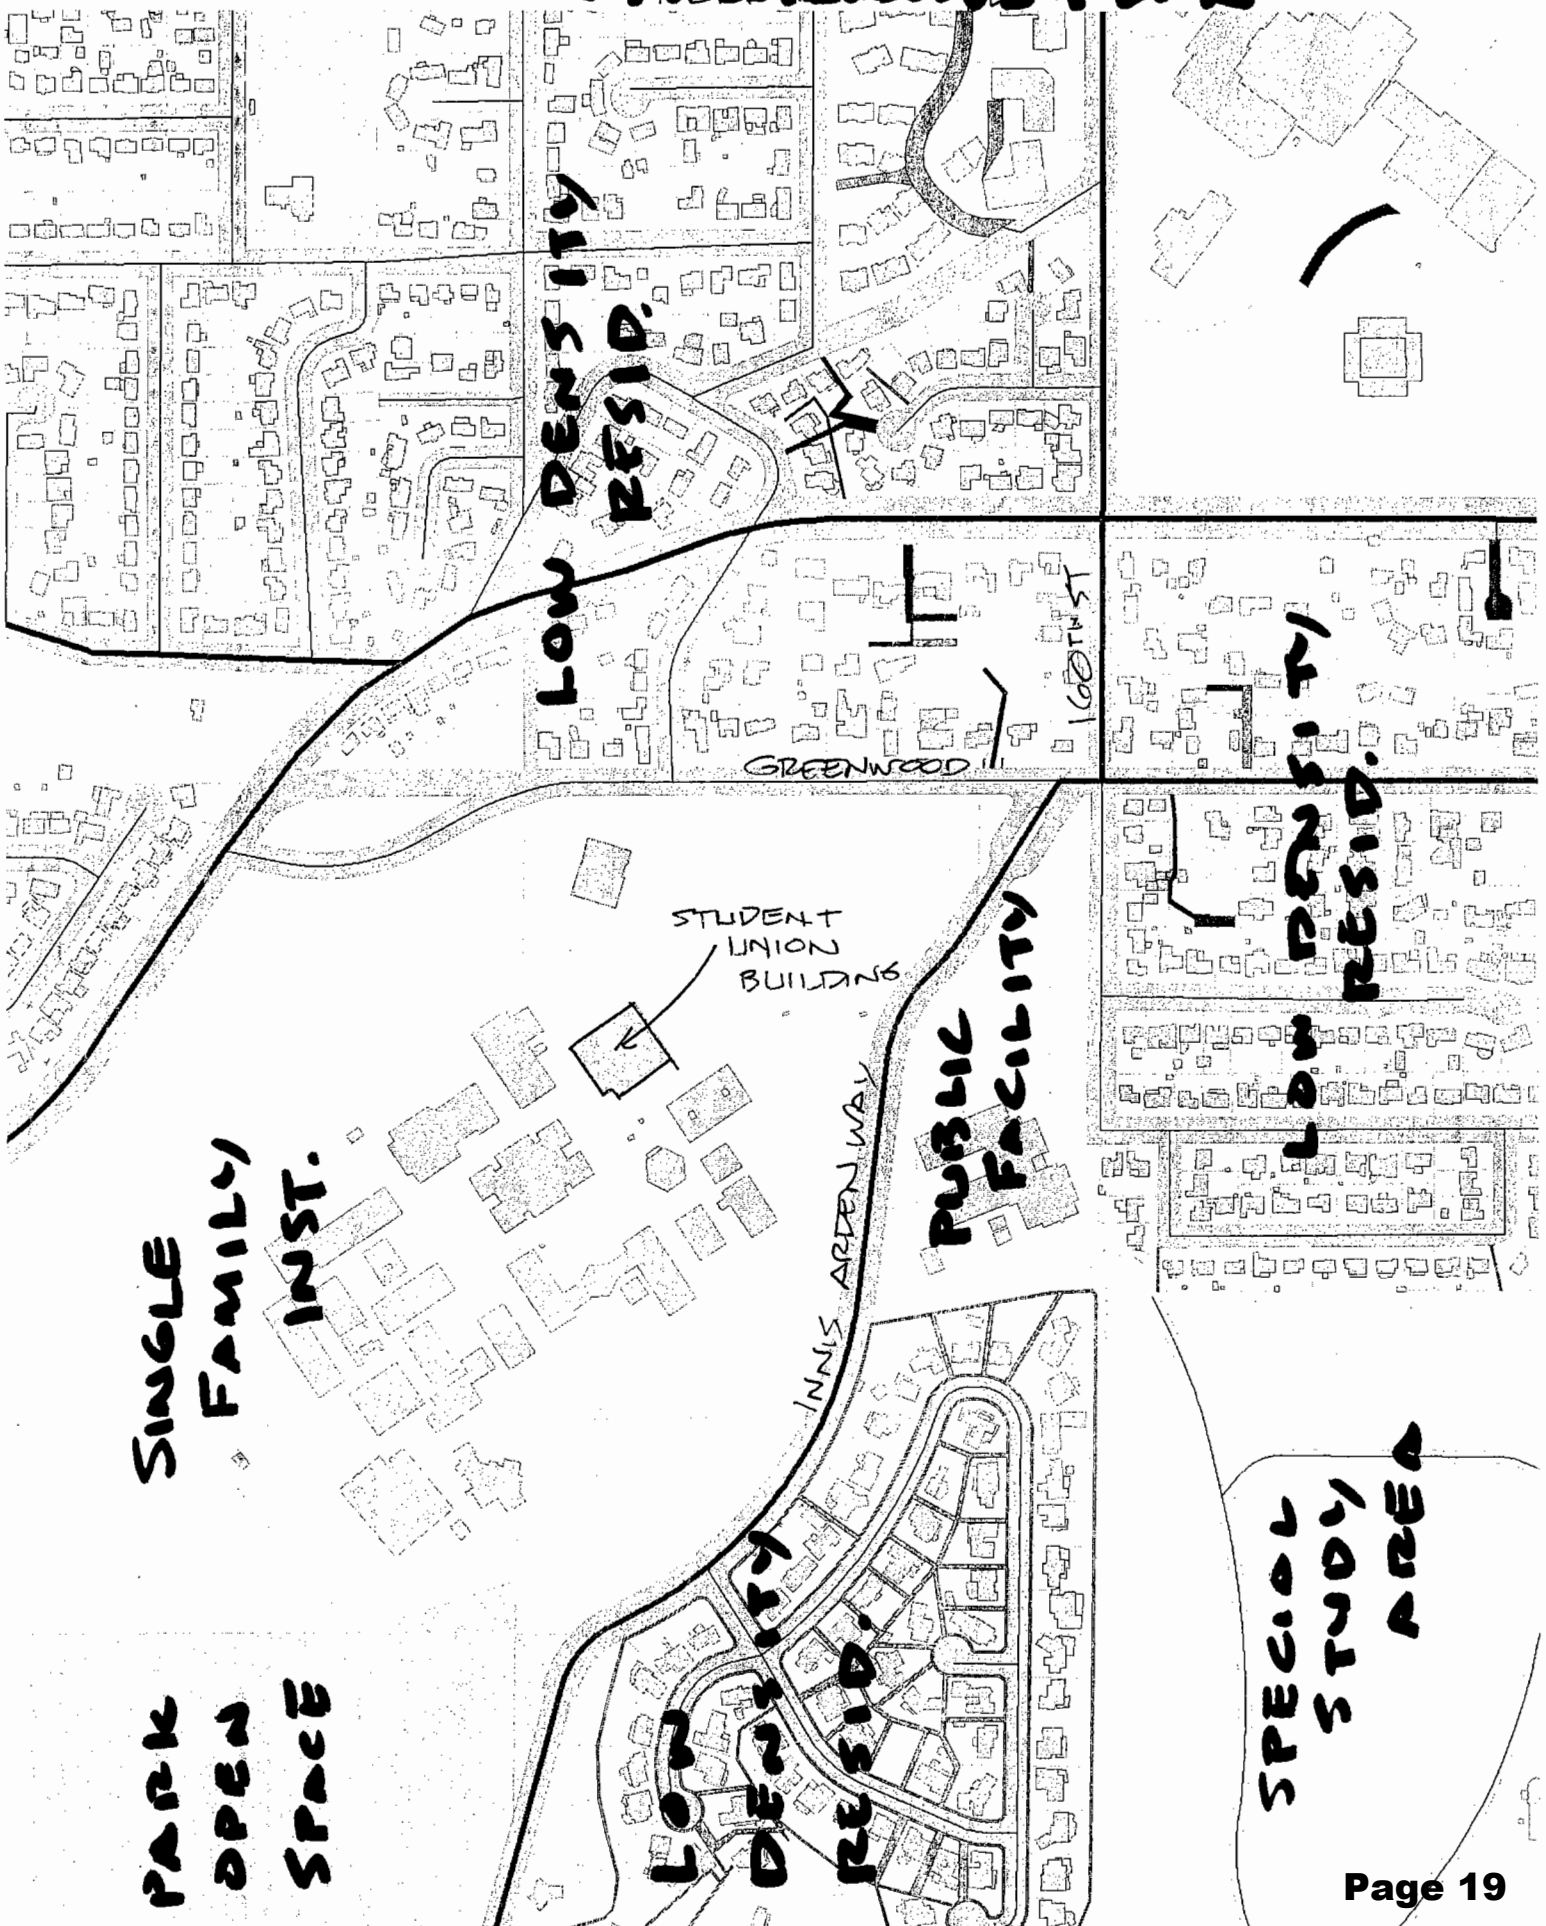 LOW DENSITY
RESID.
160TH ST
GREENWOOD
LOW DENSITY
RESID.
STUDENT
UNION
BUILDING
INNIS ARDEN WAY
PUBLIC
FACILITY
SINGLE
FAMILY
INST.
PARK
OPEN
SPACE
LOW
DENSITY
RESID.
SPECIAL
STUDY
AREA
Page 19